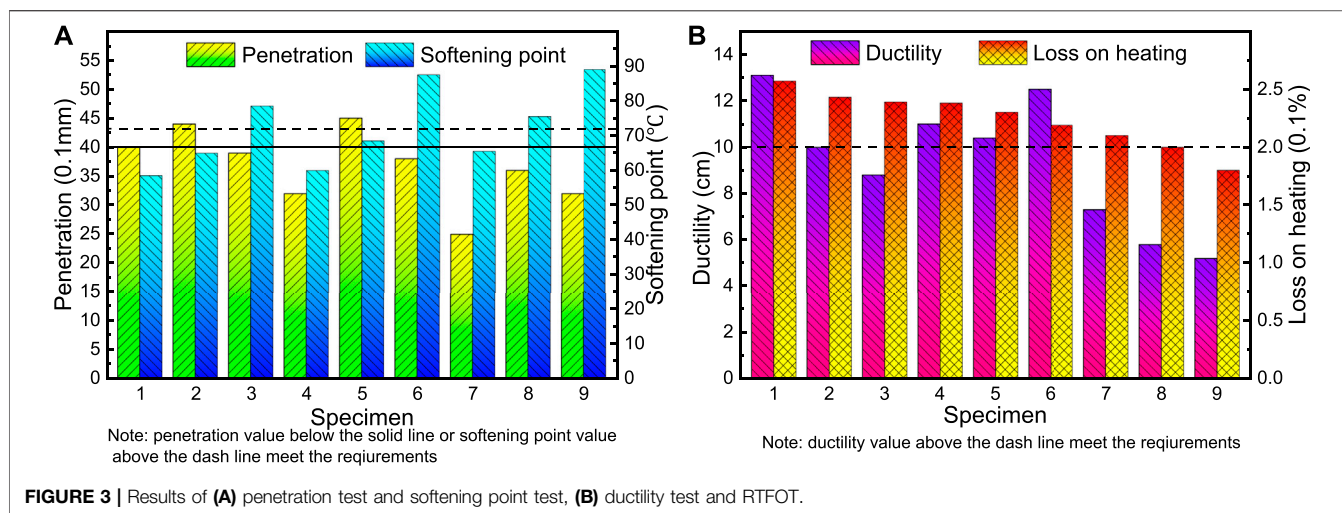 A
Penetration
Softening point
Penetration (0.1mm)
55
50
45
40
35
30
25
20
15
10
5
0
90
80
70
60
50
40
30
20
10
0
Softening point (℃)
1 2 3 4 5 6 7 8 9
Specimen
Note: penetration value below the solid line or softening point value
above the dash line meet the reqiurements
B
Ductility
Loss on heating
Ductility (cm)
14
12
10
8
6
4
2
0
2.5
2.0
1.5
1.0
0.5
0.0
Loss on heating (0.1%)
1 2 3 4 5 6 7 8 9
Specimen
Note: ductility value above the dash line meet the reqiurements
FIGURE 3 | Results of (A) penetration test and softening point test, (B) ductility test and RTFOT.